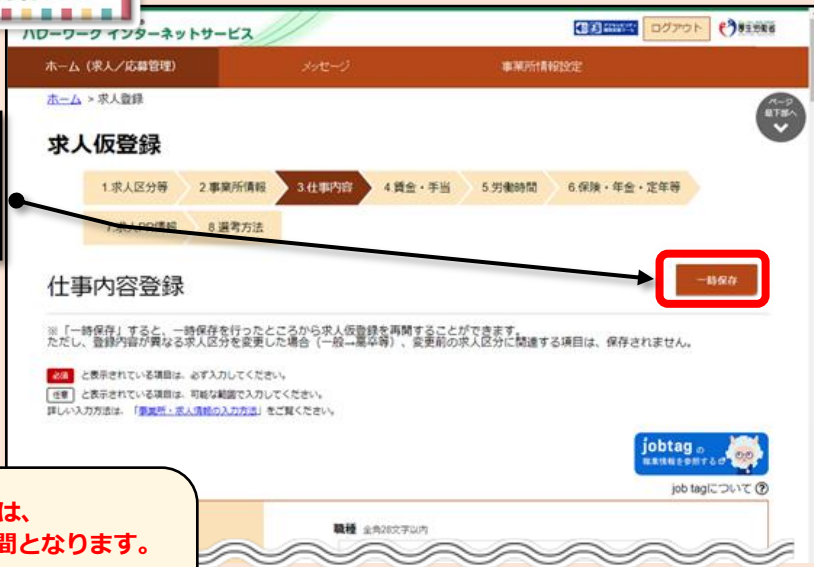 ハローワーク インターネットサービス
ログアウト
厚生労働省
ホーム（求人／応募管理）
メッセージ
事業所情報設定
ホーム > 求人登録
ページ
最下部へ
求人仮登録
1.求人区分等
2.事業所情報
3.仕事内容
4.賃金・手当
5.労働時間
6.保険・年金・定年等
7.求人PR情報
8.選考方法
仕事内容登録
一時保存
※「一時保存」すると、一時保存を行ったところから求人仮登録を再開することができます。
ただし、登録内容が異なる求人区分を変更した場合（一般→高卒等）、変更前の求人区分に関連する項目は、保存されません。
必須 と表示されている項目は、必ず入力してください。
任意 と表示されている項目は、可能な範囲で入力してください。
詳しい入力方法は、「事業所・求人情報の入力方法」をご覧ください。
jobtag
職業情報を参照する
job tagについて ?
は、
間となります。
職種 全角28文字以内